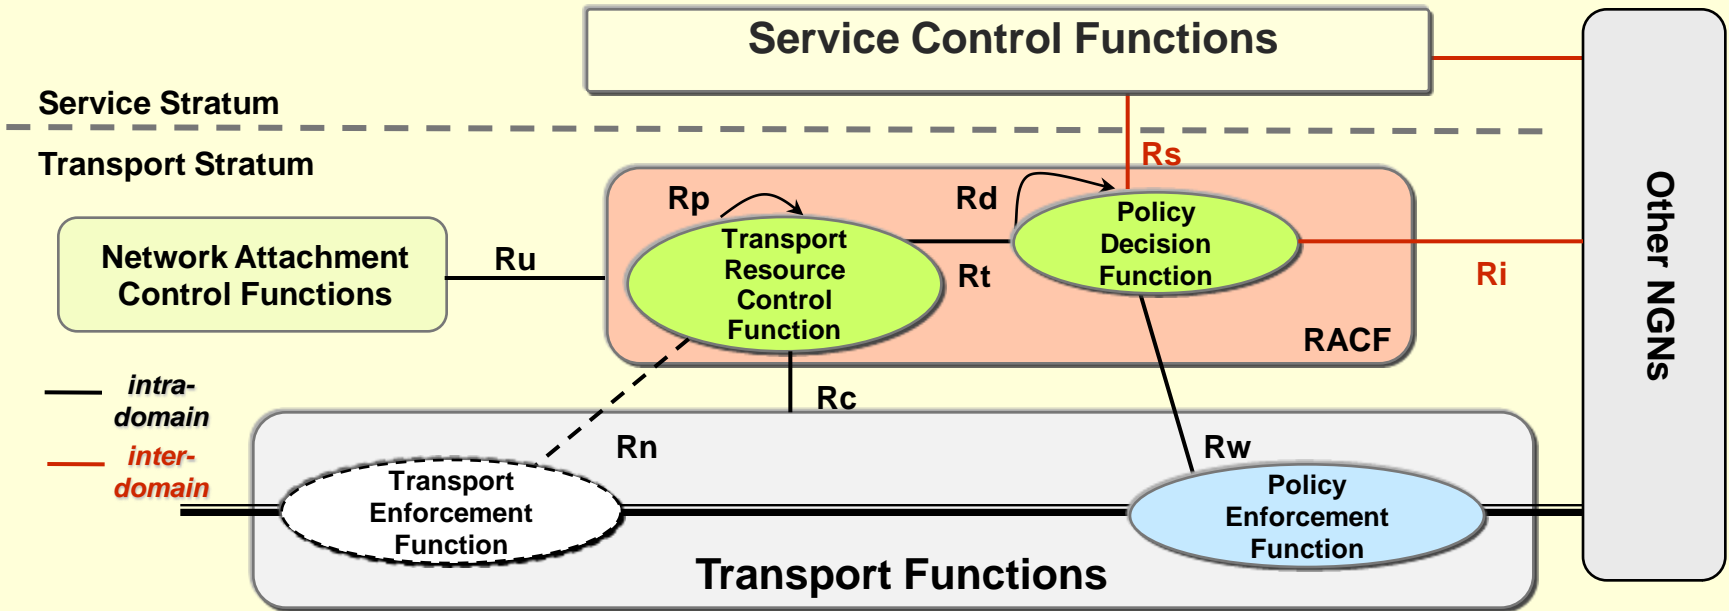 Service Control Functions
Service Stratum
Transport Stratum
Rs
Rp
Rd
Policy
Decision
Function
Transport
Resource
Control
Function
Network Attachment
Control Functions
Ru
Rt
Ri
RACF
Other NGNs
intra-
domain
inter-
domain
Rc
Rn
Rw
Transport
Enforcement
Function
Policy
Enforcement
Function
Transport Functions